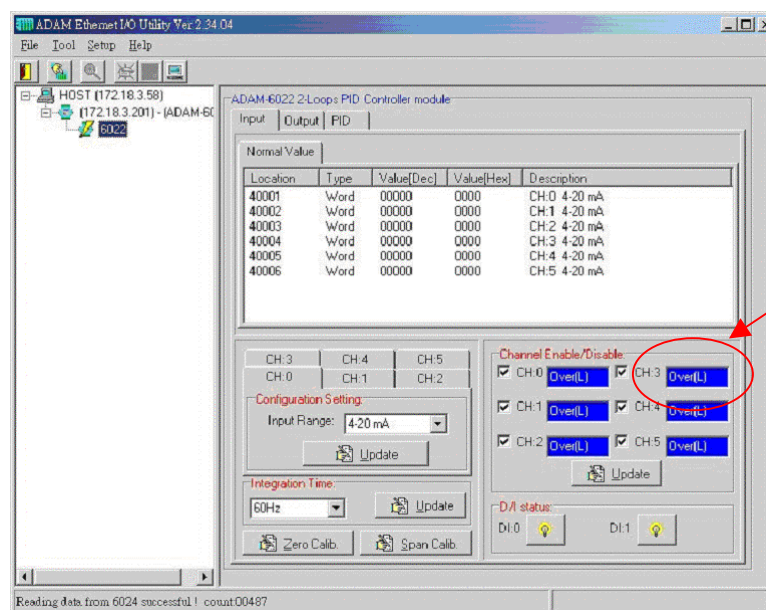 ADAM Ethernet I/O Utility Ver 2.34.04
File Tool Setup Help
HOST (172.18.3.58)
(172.18.3.201) - (ADAM-60
6022
ADAM-6022 2-Loops PID Controller module
Input Output PID
Normal Value
Location Type Value[Dec] Value[Hex] Description
40001 Word 00000 0000 CH:0 4-20 mA
40002 Word 00000 0000 CH:1 4-20 mA
40003 Word 00000 0000 CH:2 4-20 mA
40004 Word 00000 0000 CH:3 4-20 mA
40005 Word 00000 0000 CH:4 4-20 mA
40006 Word 00000 0000 CH:5 4-20 mA
CH:3 CH:4 CH:5
CH:0 CH:1 CH:2
Configuration Setting:
Input Range: 4-20 mA
Update
Integration Time:
60Hz Update
Zero Calib. Span Calib.
Channel Enable/Disable:
CH:0 Over(L) CH:3 Over(L)
CH:1 Over(L) CH:4 Over(L)
CH:2 Over(L) CH:5 Over(L)
Update
D/I status:
DI:0 DI:1
Reading data from 6024 successful ! count:00487